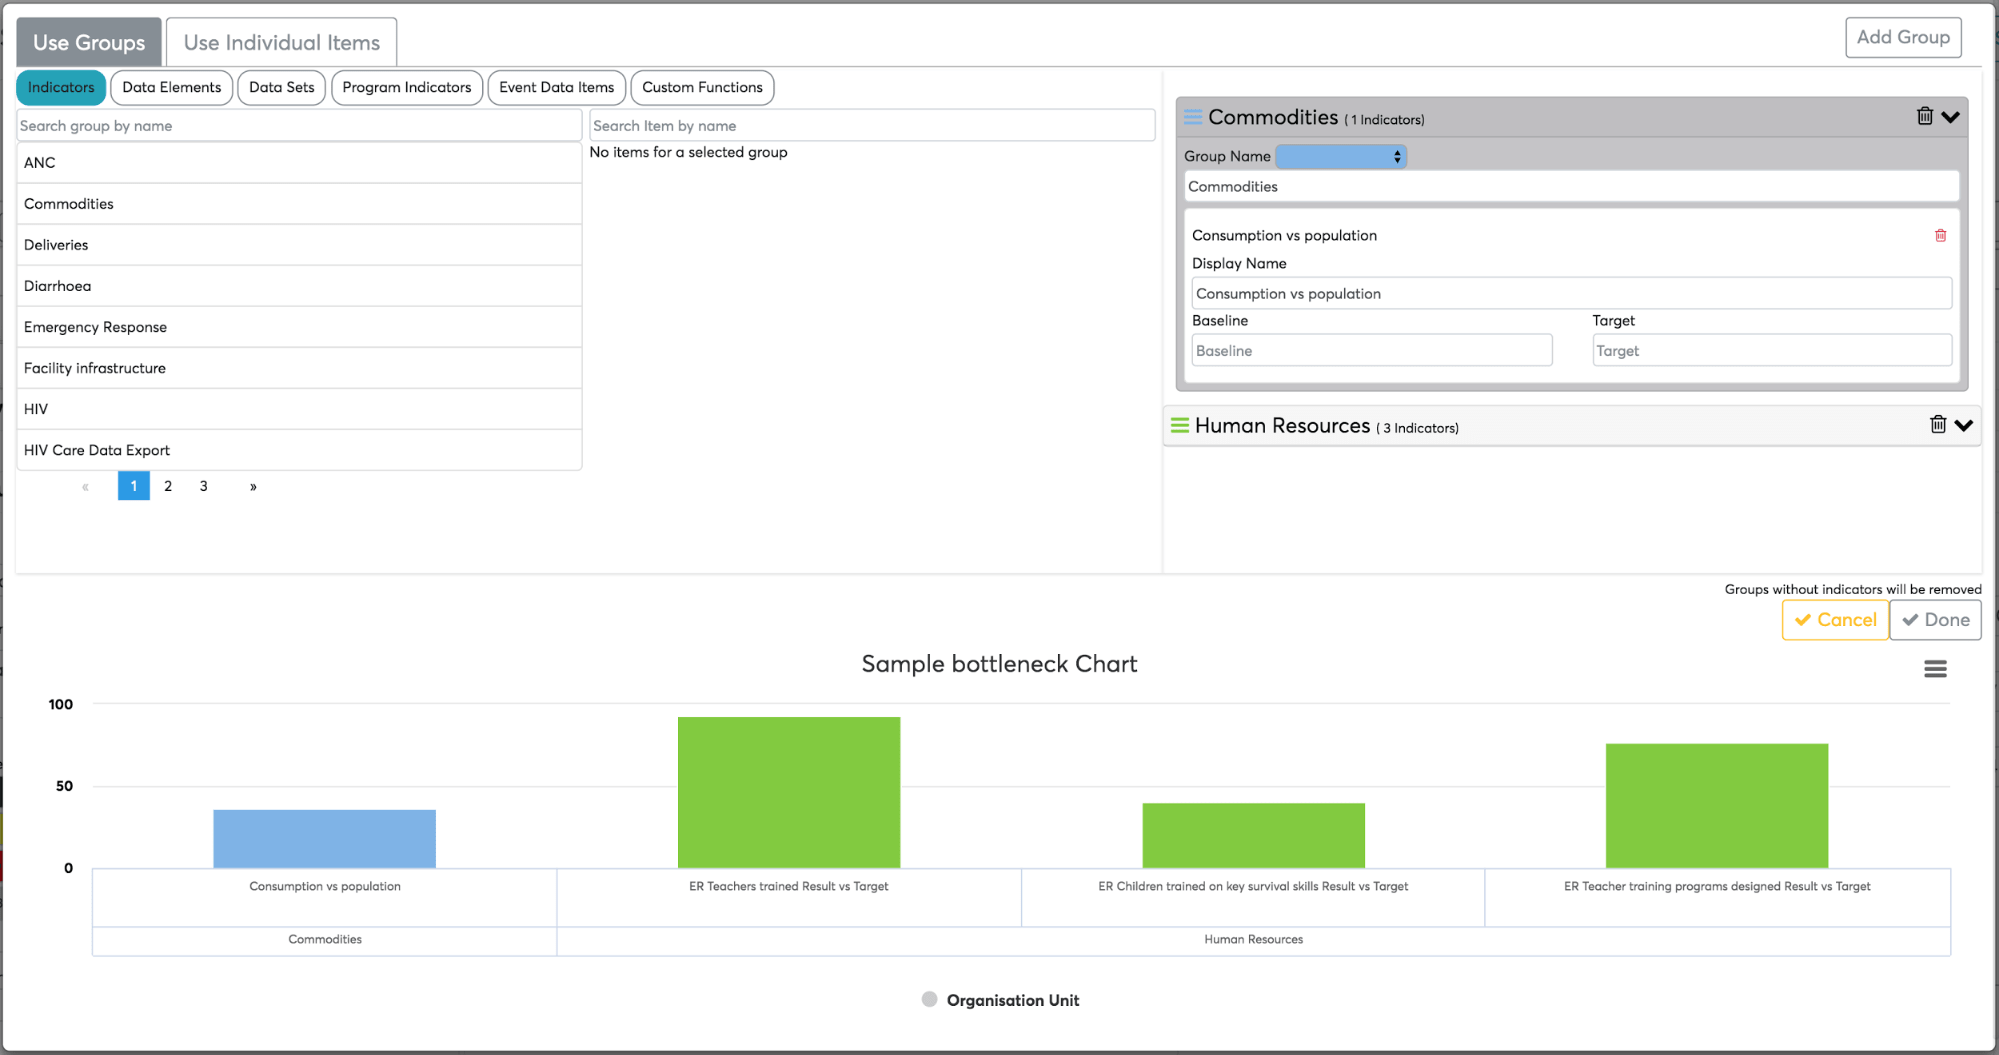 Use Groups
Use Individual Items
Add Group
Indicators
Data Elements
Data Sets
Program Indicators
Event Data Items
Custom Functions
Search group by name
Search Item by name
No items for a selected group
ANC
Commodities
Deliveries
Diarrhoea
Emergency Response
Facility infrastructure
HIV
HIV Care Data Export
« 1 2 3 »
Commodities ( 1 Indicators)
Group Name
Commodities
Consumption vs population
Display Name
Consumption vs population
Baseline
Target
Baseline
Target
Human Resources ( 3 Indicators)
Groups without indicators will be removed
Cancel
Done
Sample bottleneck Chart
100
50
0
Consumption vs population
ER Teachers trained Result vs Target
ER Children trained on key survival skills Result vs Target
ER Teacher training programs designed Result vs Target
Commodities
Human Resources
Organisation Unit